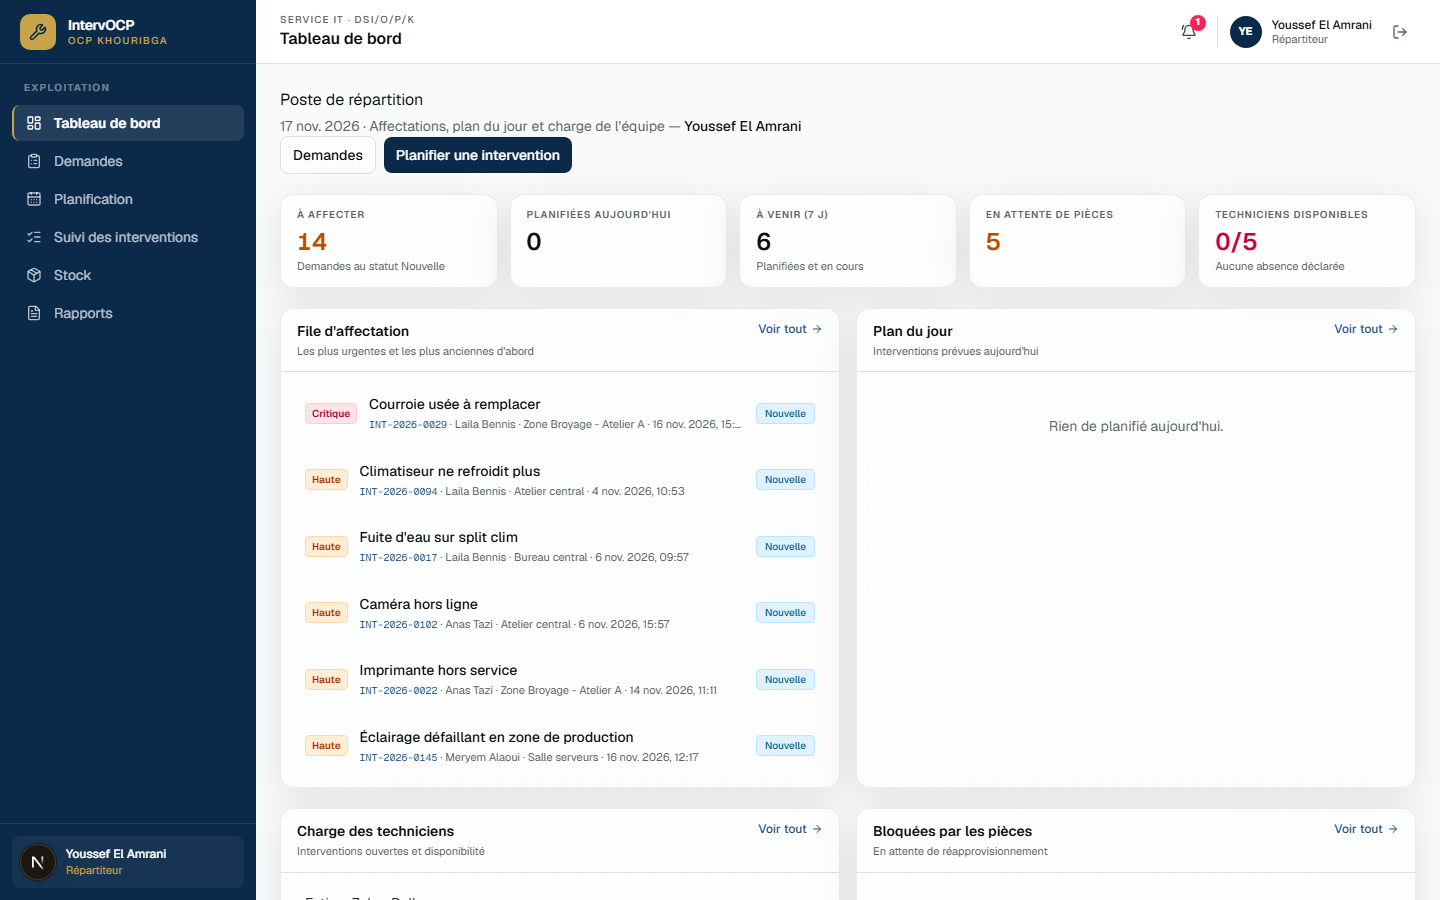 IntervOCP
OCP KHOURIBGA
EXPLOITATION
Tableau de bord
Demandes
Planification
Suivi des interventions
Stock
Rapports
Youssef El Amrani
Répartiteur
SERVICE IT · DSI/O/P/K
Tableau de bord
1
YE
Youssef El Amrani
Répartiteur
Poste de répartition
17 nov. 2026 · Affectations, plan du jour et charge de l'équipe — Youssef El Amrani
Demandes
Planifier une intervention
À AFFECTER
14
Demandes au statut Nouvelle
PLANIFIÉES AUJOURD'HUI
0
À VENIR (7 J)
6
Planifiées et en cours
EN ATTENTE DE PIÈCES
5
TECHNICIENS DISPONIBLES
0/5
Aucune absence déclarée
File d'affectation
Voir tout →
Les plus urgentes et les plus anciennes d'abord
Critique
Courroie usée à remplacer
INT-2026-0029 · Laila Bennis · Zone Broyage - Atelier A · 16 nov. 2026, 15:…
Nouvelle
Haute
Climatiseur ne refroidit plus
INT-2026-0094 · Laila Bennis · Atelier central · 4 nov. 2026, 10:53
Nouvelle
Haute
Fuite d'eau sur split clim
INT-2026-0017 · Laila Bennis · Bureau central · 6 nov. 2026, 09:57
Nouvelle
Haute
Caméra hors ligne
INT-2026-0102 · Anas Tazi · Atelier central · 6 nov. 2026, 15:57
Nouvelle
Haute
Imprimante hors service
INT-2026-0022 · Anas Tazi · Zone Broyage - Atelier A · 14 nov. 2026, 11:11
Nouvelle
Haute
Éclairage défaillant en zone de production
INT-2026-0145 · Meryem Alaoui · Salle serveurs · 16 nov. 2026, 12:17
Nouvelle
Plan du jour
Voir tout →
Interventions prévues aujourd'hui
Rien de planifié aujourd'hui.
Charge des techniciens
Voir tout →
Interventions ouvertes et disponibilité
Bloquées par les pièces
Voir tout →
En attente de réapprovisionnement